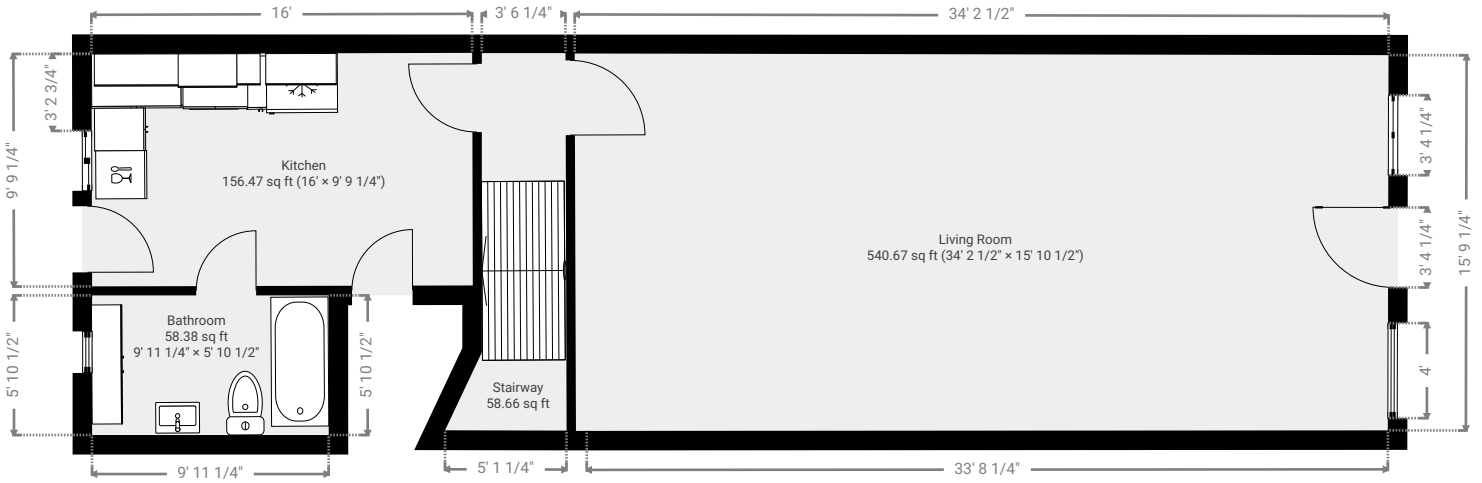 16'
3' 6 1/4"
34' 2 1/2"
3' 2 3/4"
9' 9 1/4"
Kitchen
156.47 sq ft (16' × 9' 9 1/4")
3' 4 1/4"
Living Room
540.67 sq ft (34' 2 1/2" × 15' 10 1/2")
3' 4 1/4"
15' 9 1/4"
Bathroom
58.38 sq ft
9' 11 1/4" × 5' 10 1/2"
5' 10 1/2"
5' 10 1/2"
Stairway
58.66 sq ft
4'
9' 11 1/4"
5' 1 1/4"
33' 8 1/4"